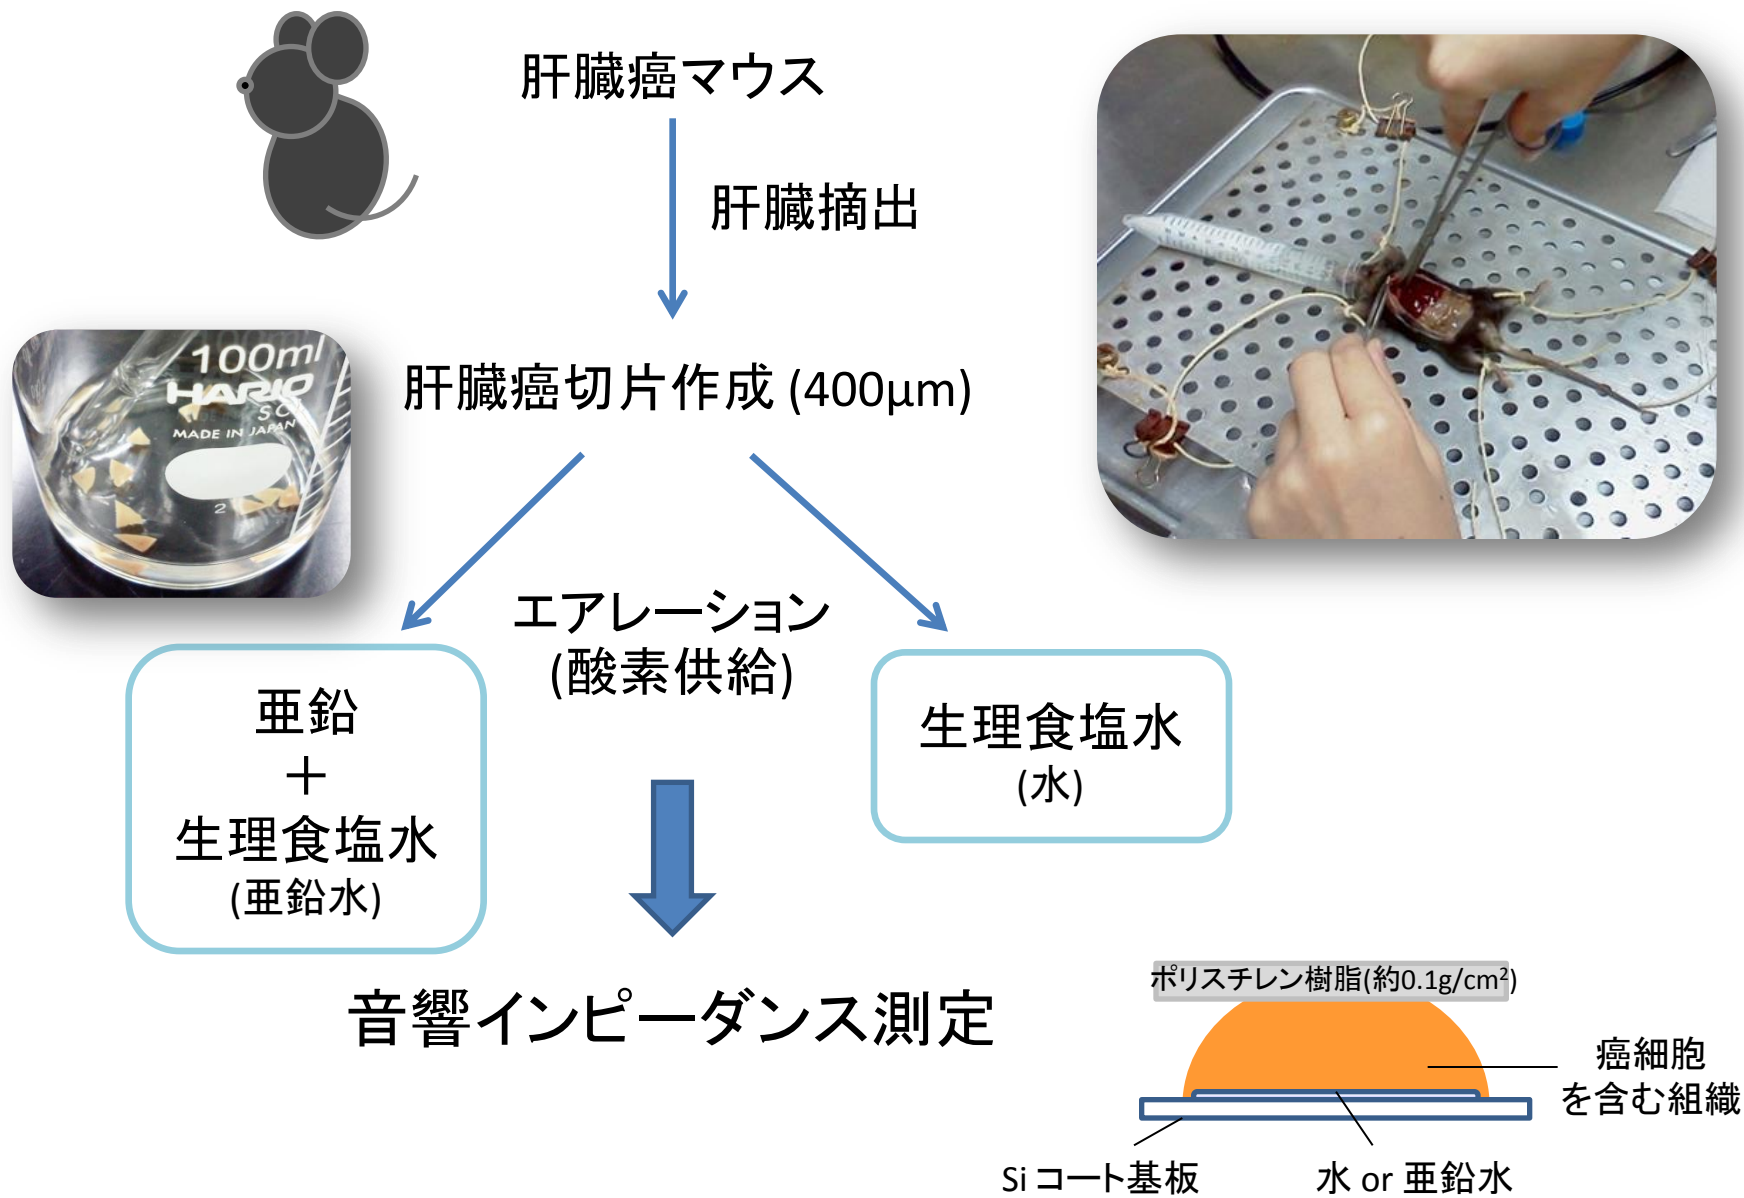 肝臓癌マウス
肝臓摘出
100ml
HARIO
MADE IN JAPAN
2
肝臓癌切片作成 (400μm)
エアレーション
(酸素供給)
亜鉛
+
生理食塩水
(亜鉛水)
生理食塩水
(水)
音響インピーダンス測定
ポリスチレン樹脂(約0.1g/cm²)
癌細胞
を含む組織
Si コート基板
水 or 亜鉛水